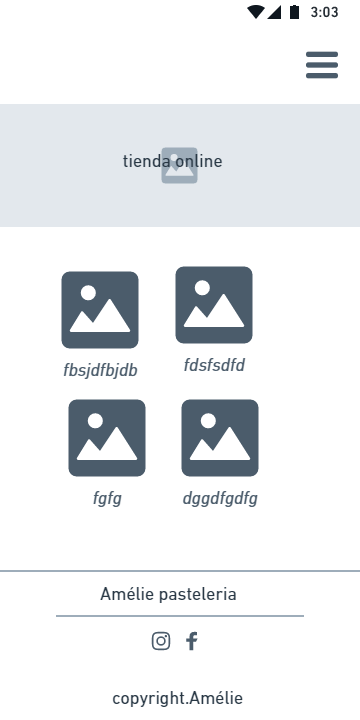 3:03
tienda online
fbsjdfbjdb
fdsfsdfd
fgfg
dggdfgdfg
Amélie pasteleria
copyright.Amélie